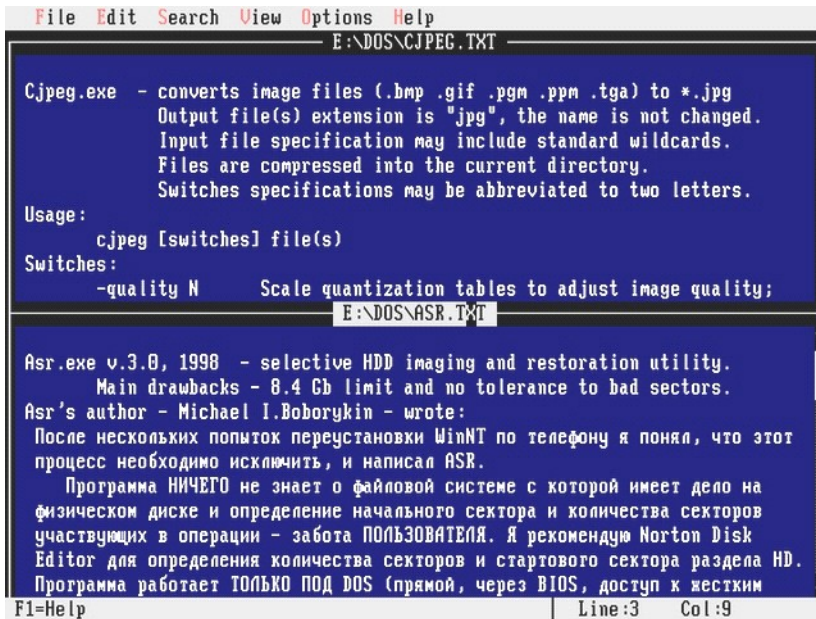 File Edit Search View Options Help
E:\DOS\CJPEG.TXT
Cjpeg.exe - converts image files (.bmp .gif .pgm .ppm .tga) to *.jpg
Output file(s) extension is "jpg", the name is not changed.
Input file specification may include standard wildcards.
Files are compressed into the current directory.
Switches specifications may be abbreviated to two letters.
Usage:
cjpeg [switches] file(s)
Switches:
-quality N Scale quantization tables to adjust image quality;
E:\DOS\ASR.TXT
Asr.exe v.3.0, 1998 - selective HDD imaging and restoration utility.
Main drawbacks - 8.4 Gb limit and no tolerance to bad sectors.
Asr's author - Michael I.Boborykin - wrote:
После нескольких попыток переустановки WinNT по телефону я понял, что этот
процесс необходимо исключить, и написал ASR.
Программа НИЧЕГО не знает о файловой системе с которой имеет дело на
физическом диске и определение начального сектора и количества секторов
участвующих в операции - забота ПОЛЬЗОВАТЕЛЯ. Я рекомендую Norton Disk
Editor для определения количества секторов и стартового сектора раздела HD.
Программа работает ТОЛЬКО ПОД DOS (прямой, через BIOS, доступ к жестким
F1=Help Line:3 Col:9